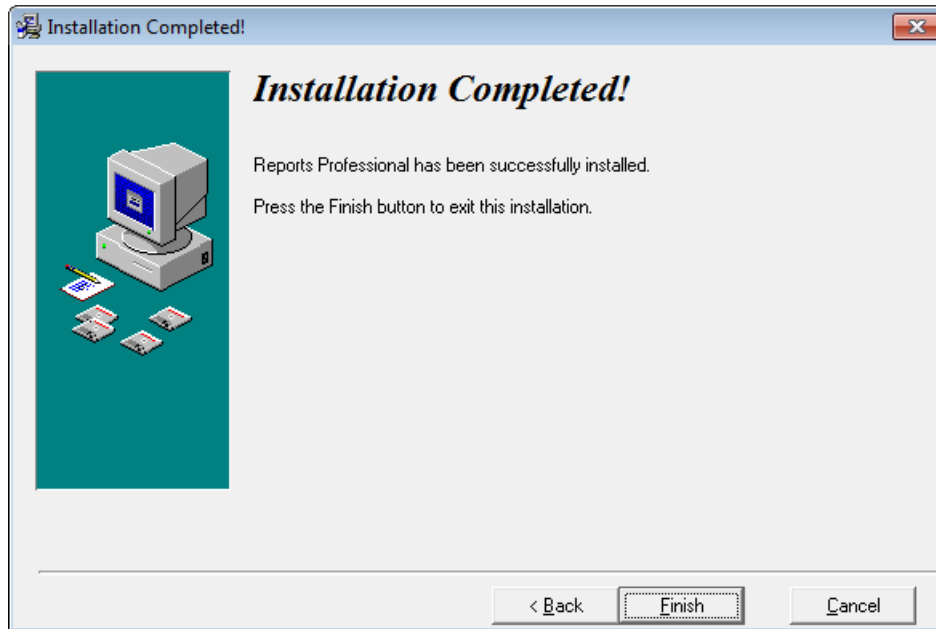 Installation Completed!
Installation Completed!
Reports Professional has been successfully installed.
Press the Finish button to exit this installation.
< Back Finish Cancel